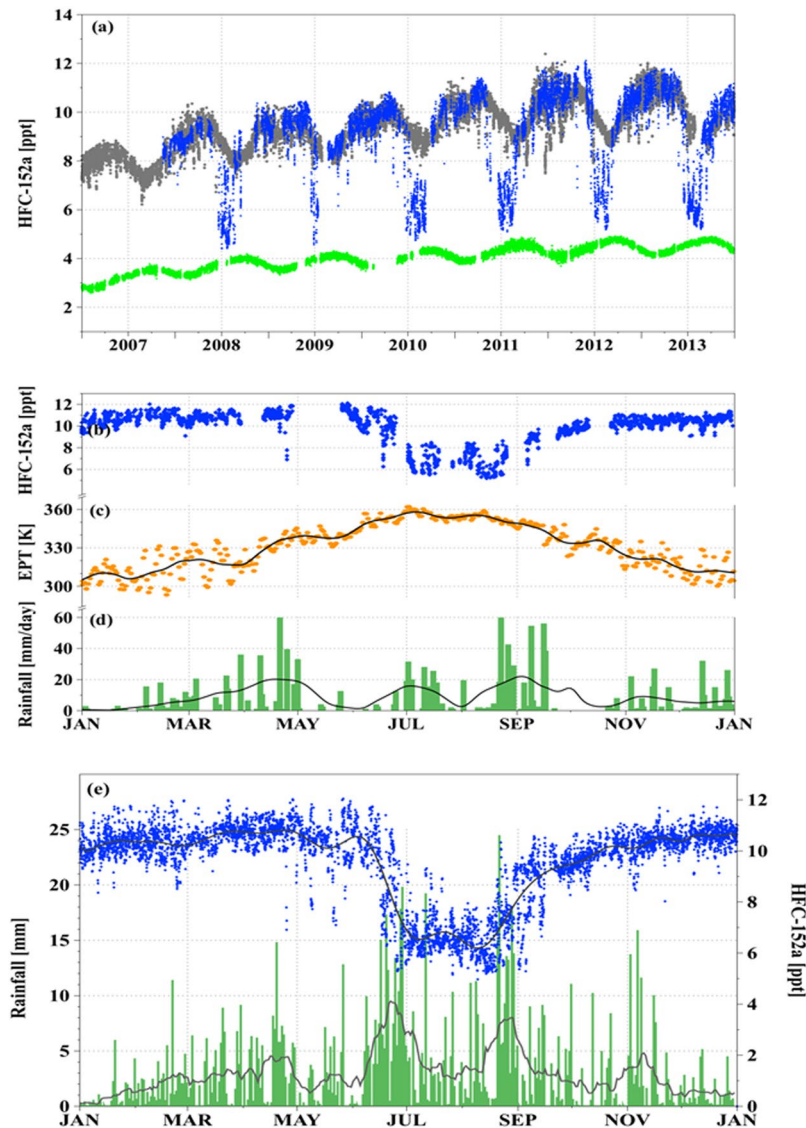 (a)
14
12
10
8
6
4
2
HFC-152a [ppt]
2007 2008 2009 2010 2011 2012 2013
(b)
12
10
8
6
HFC-152a [ppt]
(c)
360
330
300
EPT [K]
(d)
60
40
20
0
Rainfall [mm/day]
JAN MAR MAY JUL SEP NOV JAN
(e)
25
20
15
10
5
0
Rainfall [mm]
12
10
8
6
4
2
0
HFC-152a [ppt]
JAN MAR MAY JUL SEP NOV JAN